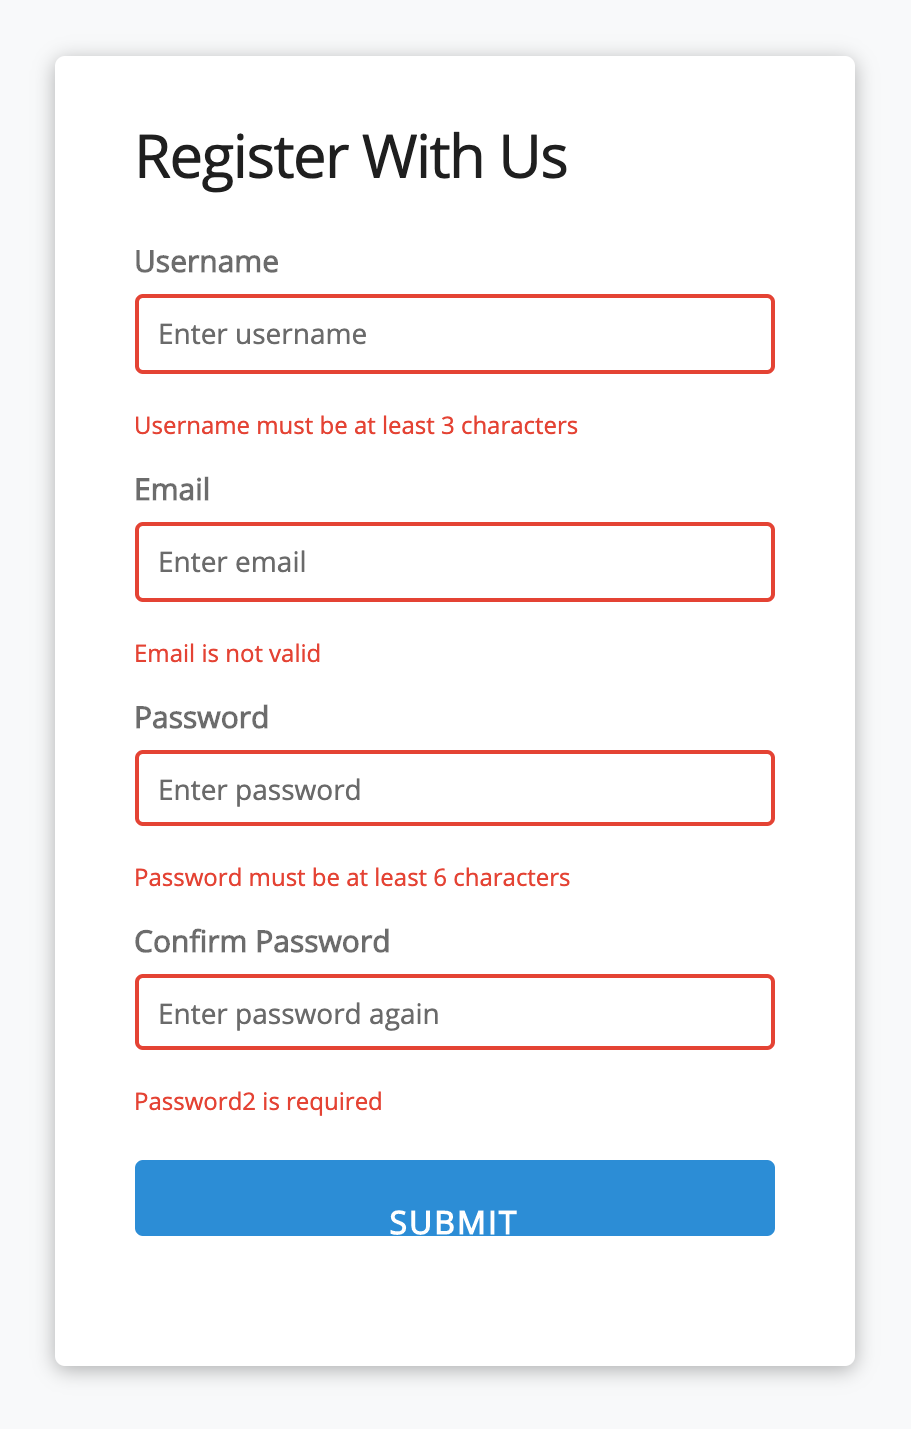 Register With Us
Username
Enter username
Username must be at least 3 characters
Email
Enter email
Email is not valid
Password
Enter password
Password must be at least 6 characters
Confirm Password
Enter password again
Password2 is required
SUBMIT